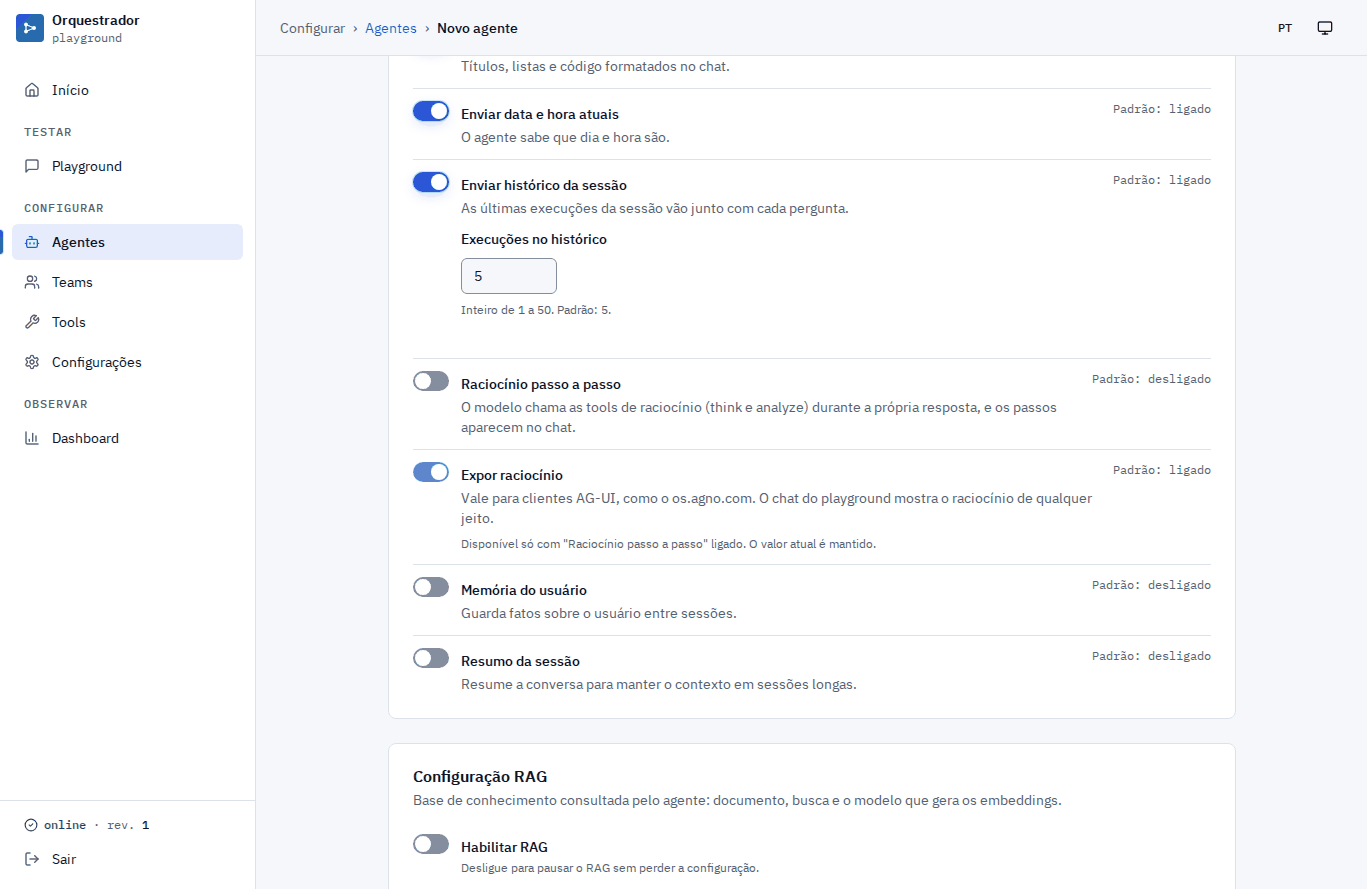 Orquestrador
playground
Início
TESTAR
Playground
CONFIGURAR
Agentes
Teams
Tools
Configurações
OBSERVAR
Dashboard
online · rev. 1
Sair
Configurar › Agentes › Novo agente
PT
Títulos, listas e código formatados no chat.
Enviar data e hora atuais
Padrão: ligado
O agente sabe que dia e hora são.
Enviar histórico da sessão
Padrão: ligado
As últimas execuções da sessão vão junto com cada pergunta.
Execuções no histórico
5
Inteiro de 1 a 50. Padrão: 5.
Raciocínio passo a passo
Padrão: desligado
O modelo chama as tools de raciocínio (think e analyze) durante a própria resposta, e os passos
aparecem no chat.
Expor raciocínio
Padrão: ligado
Vale para clientes AG-UI, como o os.agno.com. O chat do playground mostra o raciocínio de qualquer
jeito.
Disponível só com "Raciocínio passo a passo" ligado. O valor atual é mantido.
Memória do usuário
Padrão: desligado
Guarda fatos sobre o usuário entre sessões.
Resumo da sessão
Padrão: desligado
Resume a conversa para manter o contexto em sessões longas.
Configuração RAG
Base de conhecimento consultada pelo agente: documento, busca e o modelo que gera os embeddings.
Habilitar RAG
Desligue para pausar o RAG sem perder a configuração.